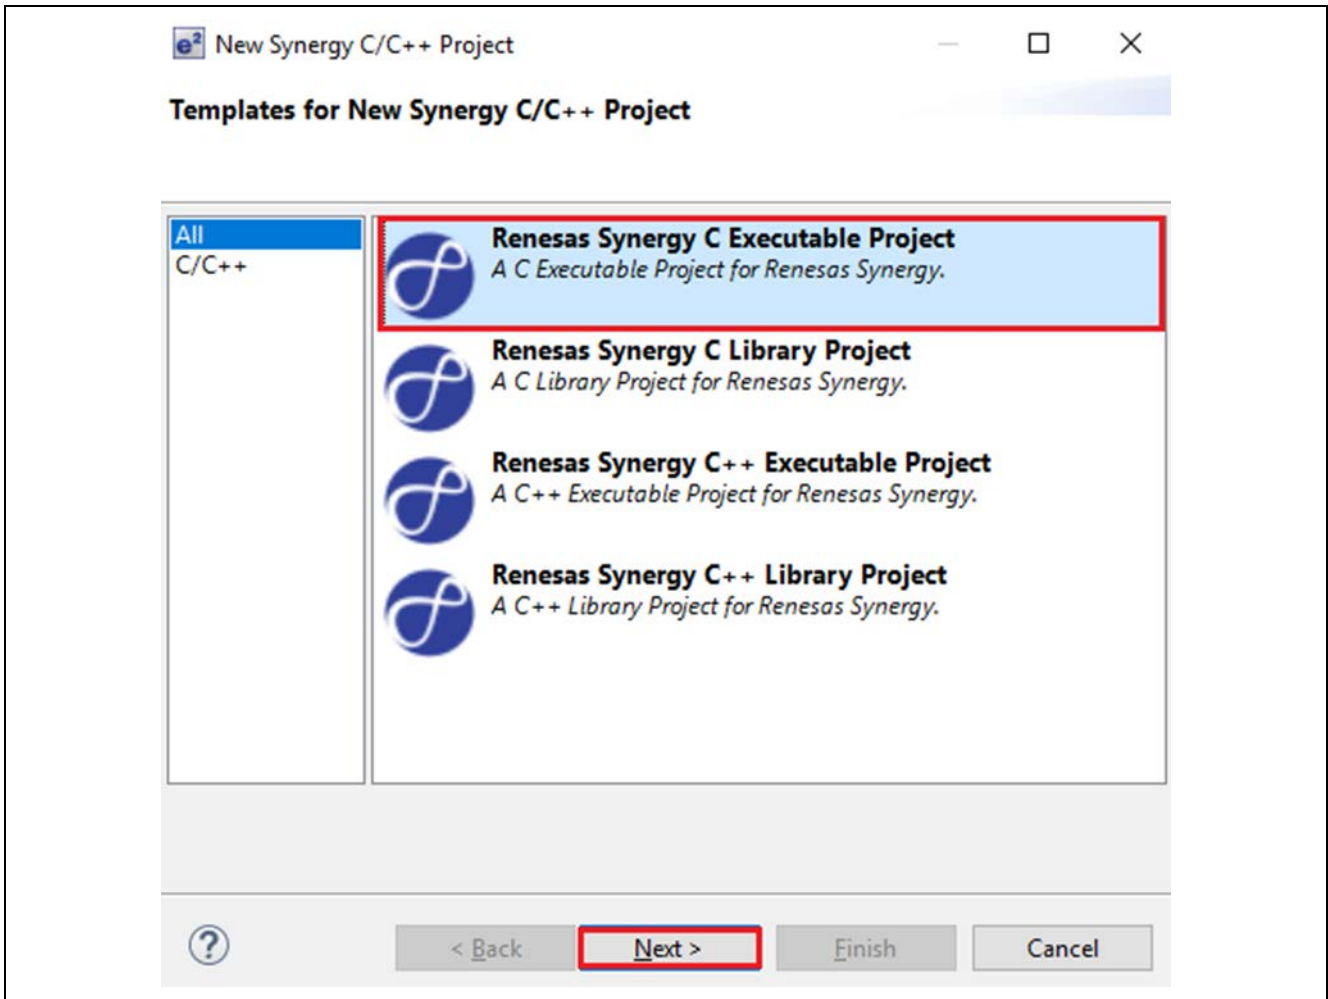 e² New Synergy C/C++ Project
Templates for New Synergy C/C++ Project
All
C/C++
Renesas Synergy C Executable Project
A C Executable Project for Renesas Synergy.
Renesas Synergy C Library Project
A C Library Project for Renesas Synergy.
Renesas Synergy C++ Executable Project
A C++ Executable Project for Renesas Synergy.
Renesas Synergy C++ Library Project
A C++ Library Project for Renesas Synergy.
?
< Back
Next >
Finish
Cancel